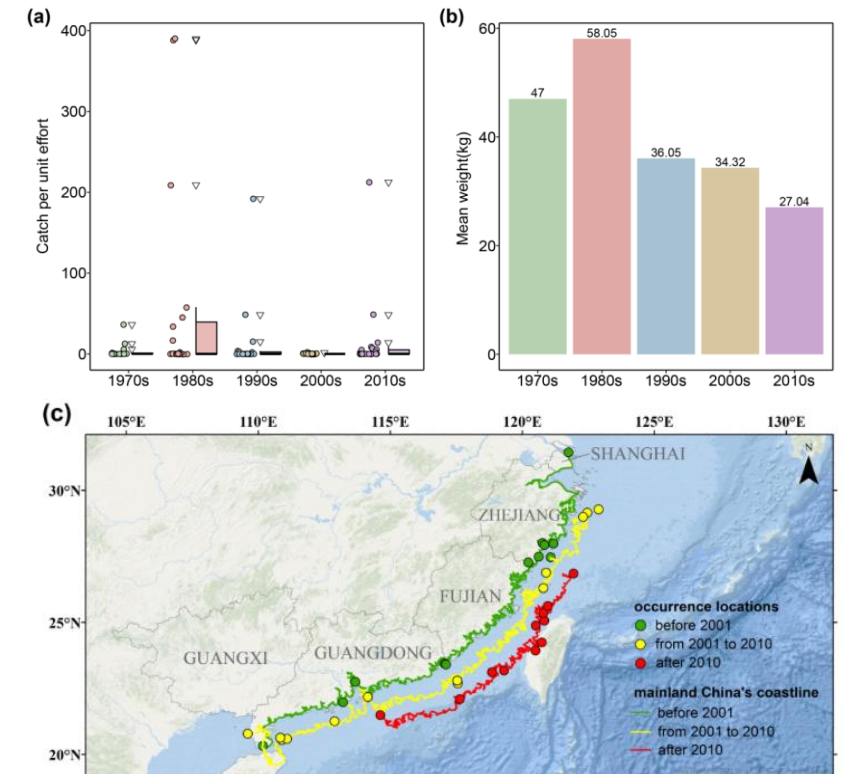 (a)
Catch per unit effort
400
300
200
100
0
1970s 1980s 1990s 2000s 2010s
(b)
Mean weight(kg)
60
40
20
0
47
58.05
36.05
34.32
27.04
1970s 1980s 1990s 2000s 2010s
(c)
105°E 110°E 115°E 120°E 125°E 130°E
30°N
25°N
20°N
N
SHANGHAI
ZHEJIANG
FUJIAN
GUANGXI
GUANGDONG
occurrence locations
before 2001
from 2001 to 2010
after 2010
mainland China's coastline
before 2001
from 2001 to 2010
after 2010